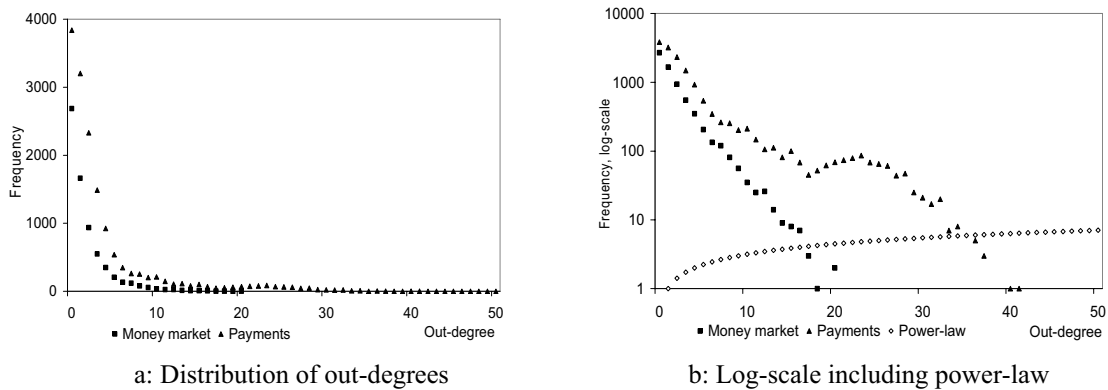 4000
3000
2000
1000
0
Frequency
0 10 20 30 40 50
Out-degree
■ Money market ▲ Payments
a: Distribution of out-degrees
10000
1000
100
10
1
Frequency, log-scale
0 10 20 30 40 50
Out-degree
■ Money market ▲ Payments ◇ Power-law
b: Log-scale including power-law